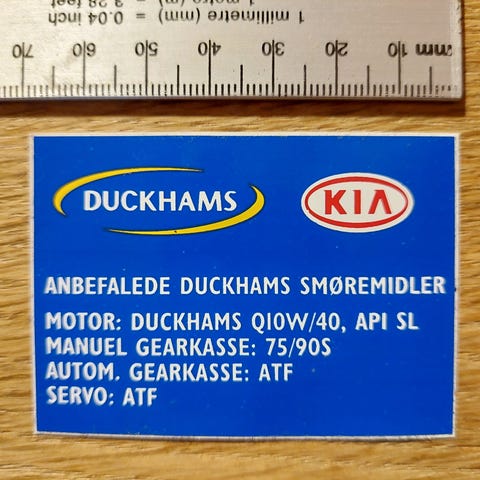 1 millimetre (mm) = 0.04 inch
70 60 50 40 30 20 10 mm
DUCKHAMS
KIA
ANBEFALEDE DUCKHAMS SMØREMIDLER
MOTOR: DUCKHAMS Q10W/40, API SL
MANUEL GEARKASSE: 75/90S
AUTOM. GEARKASSE: ATF
SERVO: ATF